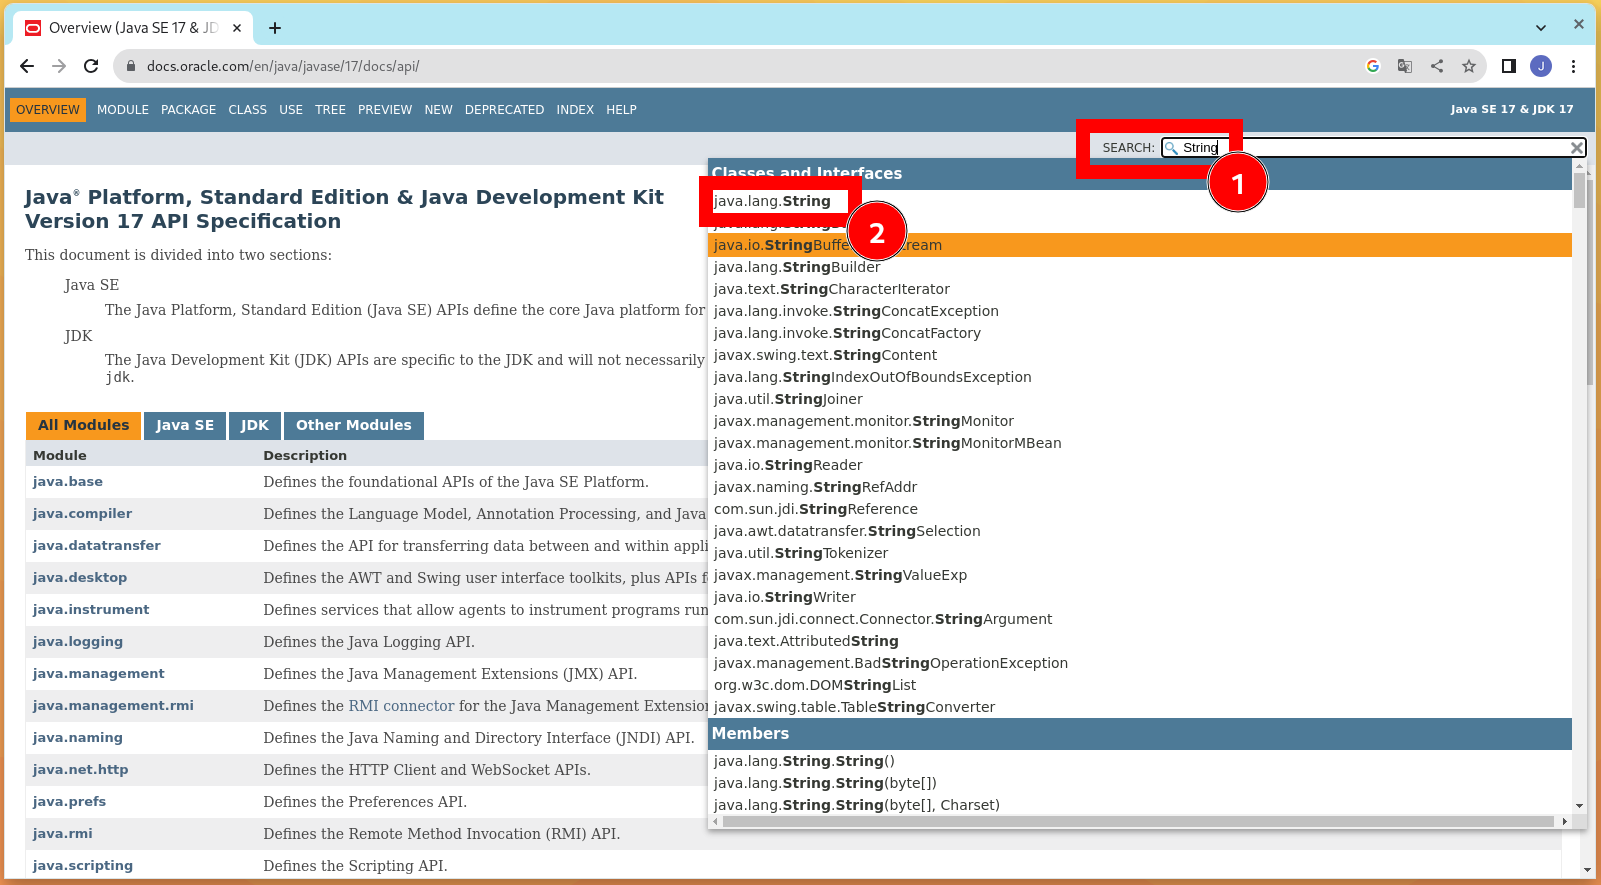 Overview (Java SE 17 & JD
docs.oracle.com/en/java/javase/17/docs/api/
J
OVERVIEW MODULE PACKAGE CLASS USE TREE PREVIEW NEW DEPRECATED INDEX HELP
Java SE 17 & JDK 17
SEARCH: String
1
Java® Platform, Standard Edition & Java Development Kit
Version 17 API Specification
This document is divided into two sections:
Java SE
The Java Platform, Standard Edition (Java SE) APIs define the core Java platform for
JDK
The Java Development Kit (JDK) APIs are specific to the JDK and will not necessarily
jdk.
All Modules Java SE JDK Other Modules
Module Description
java.base Defines the foundational APIs of the Java SE Platform.
java.compiler Defines the Language Model, Annotation Processing, and Java
java.datatransfer Defines the API for transferring data between and within appli
java.desktop Defines the AWT and Swing user interface toolkits, plus APIs f
java.instrument Defines services that allow agents to instrument programs run
java.logging Defines the Java Logging API.
java.management Defines the Java Management Extensions (JMX) API.
java.management.rmi Defines the RMI connector for the Java Management Extension
java.naming Defines the Java Naming and Directory Interface (JNDI) API.
java.net.http Defines the HTTP Client and WebSocket APIs.
java.prefs Defines the Preferences API.
java.rmi Defines the Remote Method Invocation (RMI) API.
java.scripting Defines the Scripting API.
Classes and Interfaces
java.lang.String
2
java.io.StringBuffe ream
java.lang.StringBuilder
java.text.StringCharacterIterator
java.lang.invoke.StringConcatException
java.lang.invoke.StringConcatFactory
javax.swing.text.StringContent
java.lang.StringIndexOutOfBoundsException
java.util.StringJoiner
javax.management.monitor.StringMonitor
javax.management.monitor.StringMonitorMBean
java.io.StringReader
javax.naming.StringRefAddr
com.sun.jdi.StringReference
java.awt.datatransfer.StringSelection
java.util.StringTokenizer
javax.management.StringValueExp
java.io.StringWriter
com.sun.jdi.connect.Connector.StringArgument
java.text.AttributedString
javax.management.BadStringOperationException
org.w3c.dom.DOMStringList
javax.swing.table.TableStringConverter
Members
java.lang.String.String()
java.lang.String.String(byte[])
java.lang.String.String(byte[], Charset)